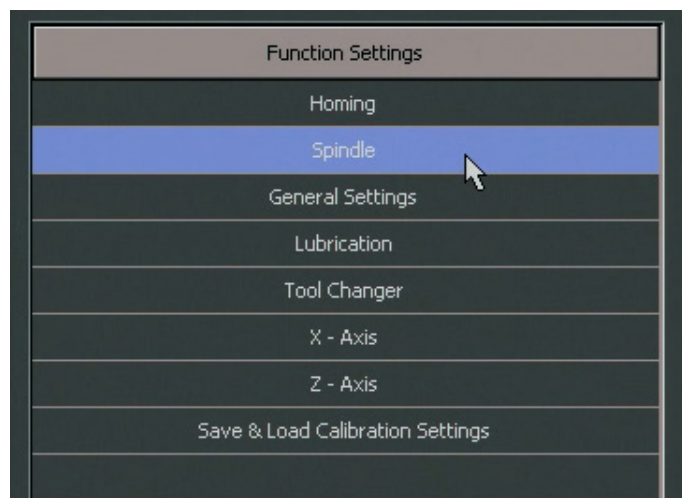 Function Settings
Homing
Spindle
General Settings
Lubrication
Tool Changer
X - Axis
Z - Axis
Save & Load Calibration Settings